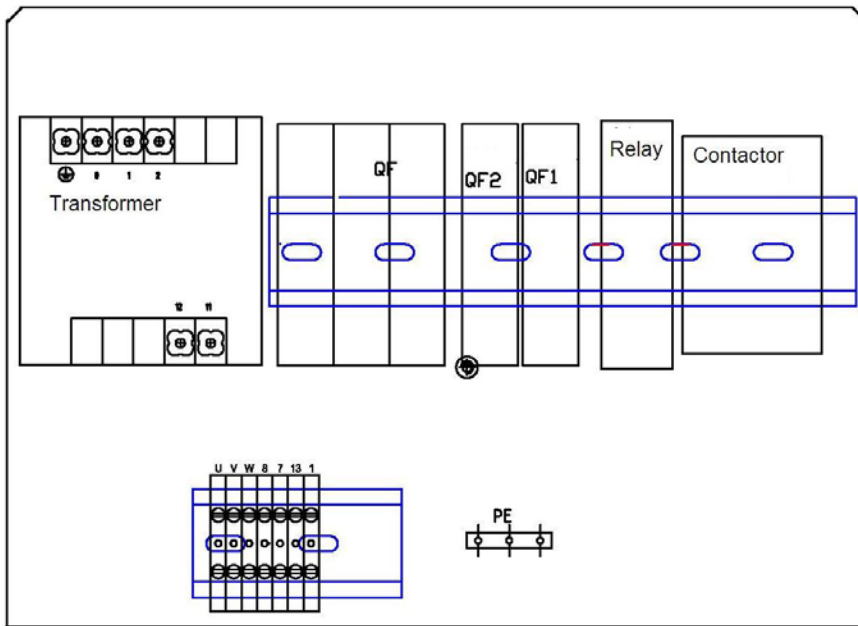 0 1 2
Transformer
12 11
QF
QF2
QF1
Relay
Contactor
U V W 8 7 13 1
PE